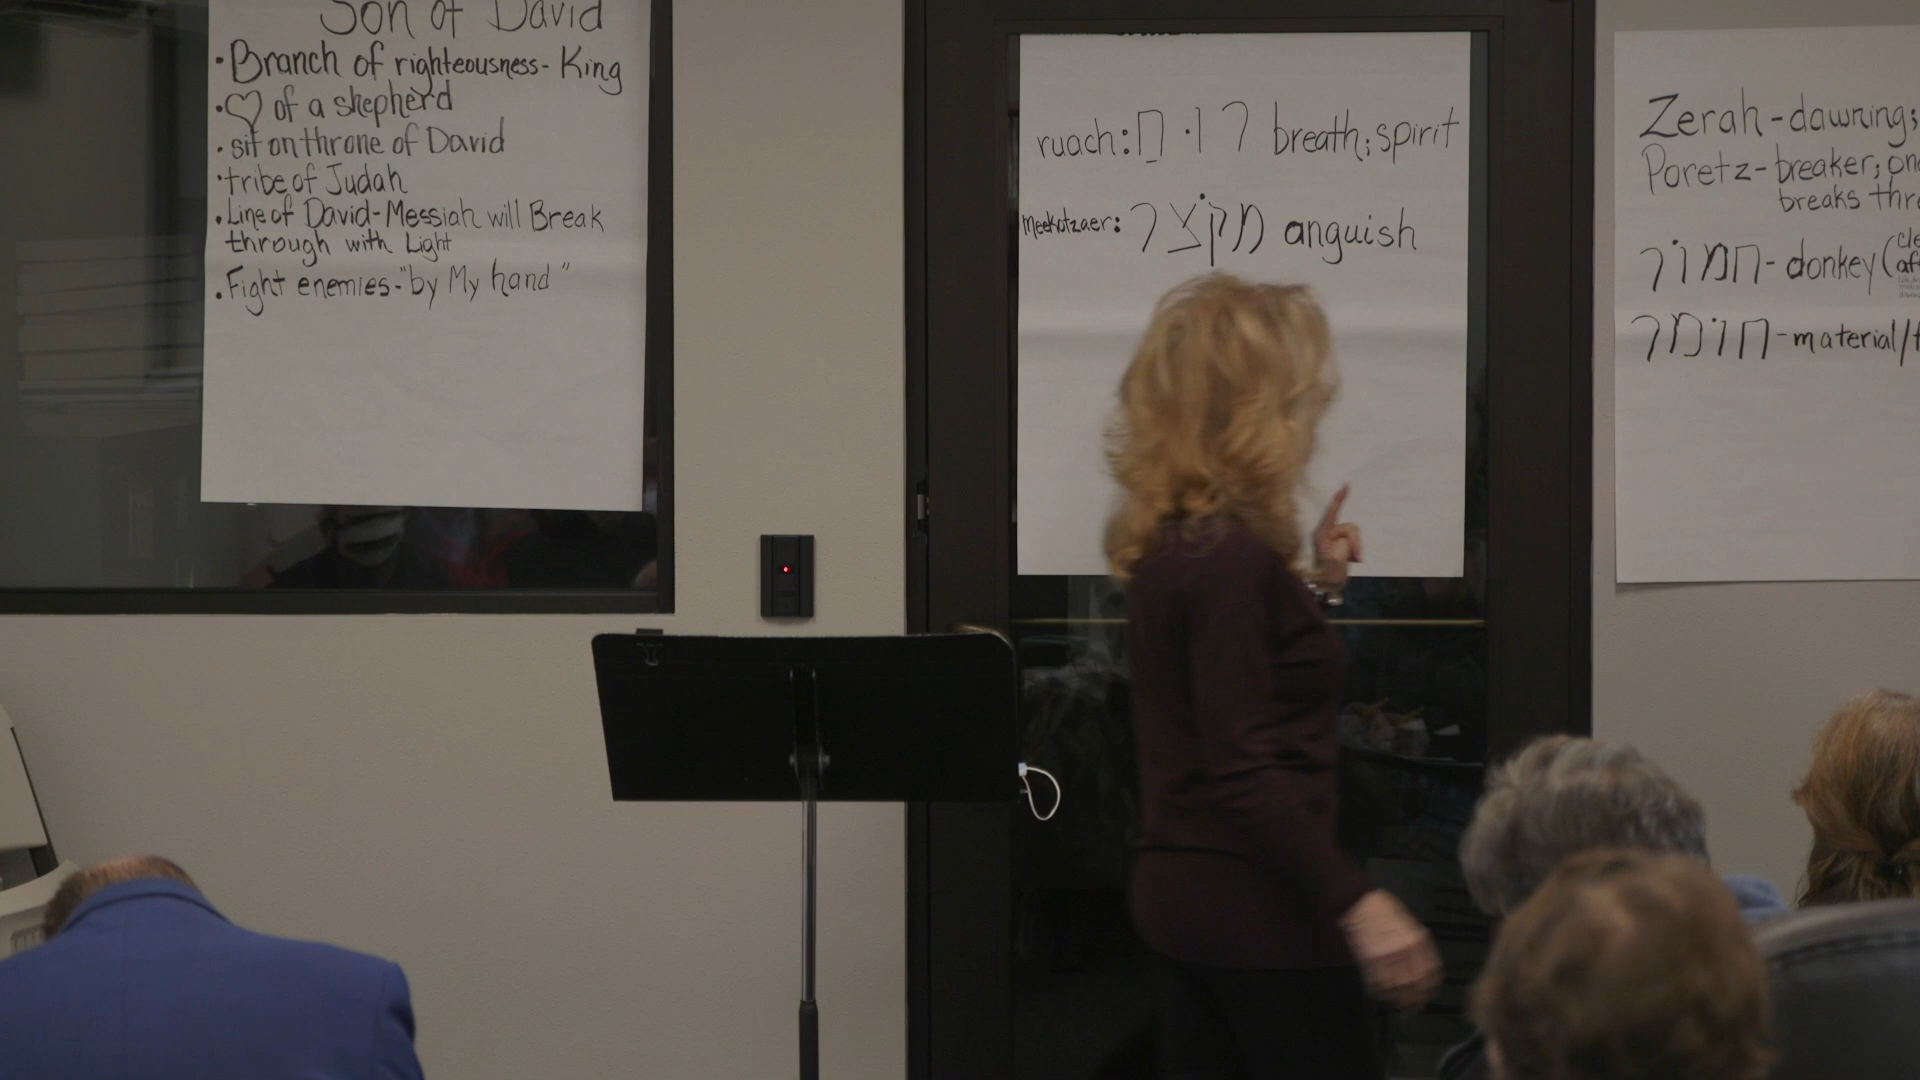 Son of David
• Branch of righteousness - King
• ♡ of a shepherd
• sit on throne of David
• tribe of Judah
• Line of David - Messiah will Break
through with Light
• Fight enemies - "by My hand"
ruach: רוּחַ breath; spirit
meekotzaer: מקֹצר anguish
Zerah - dawning;
Poretz - breaker;
breaks
חמור - donkey (
חומר - material/